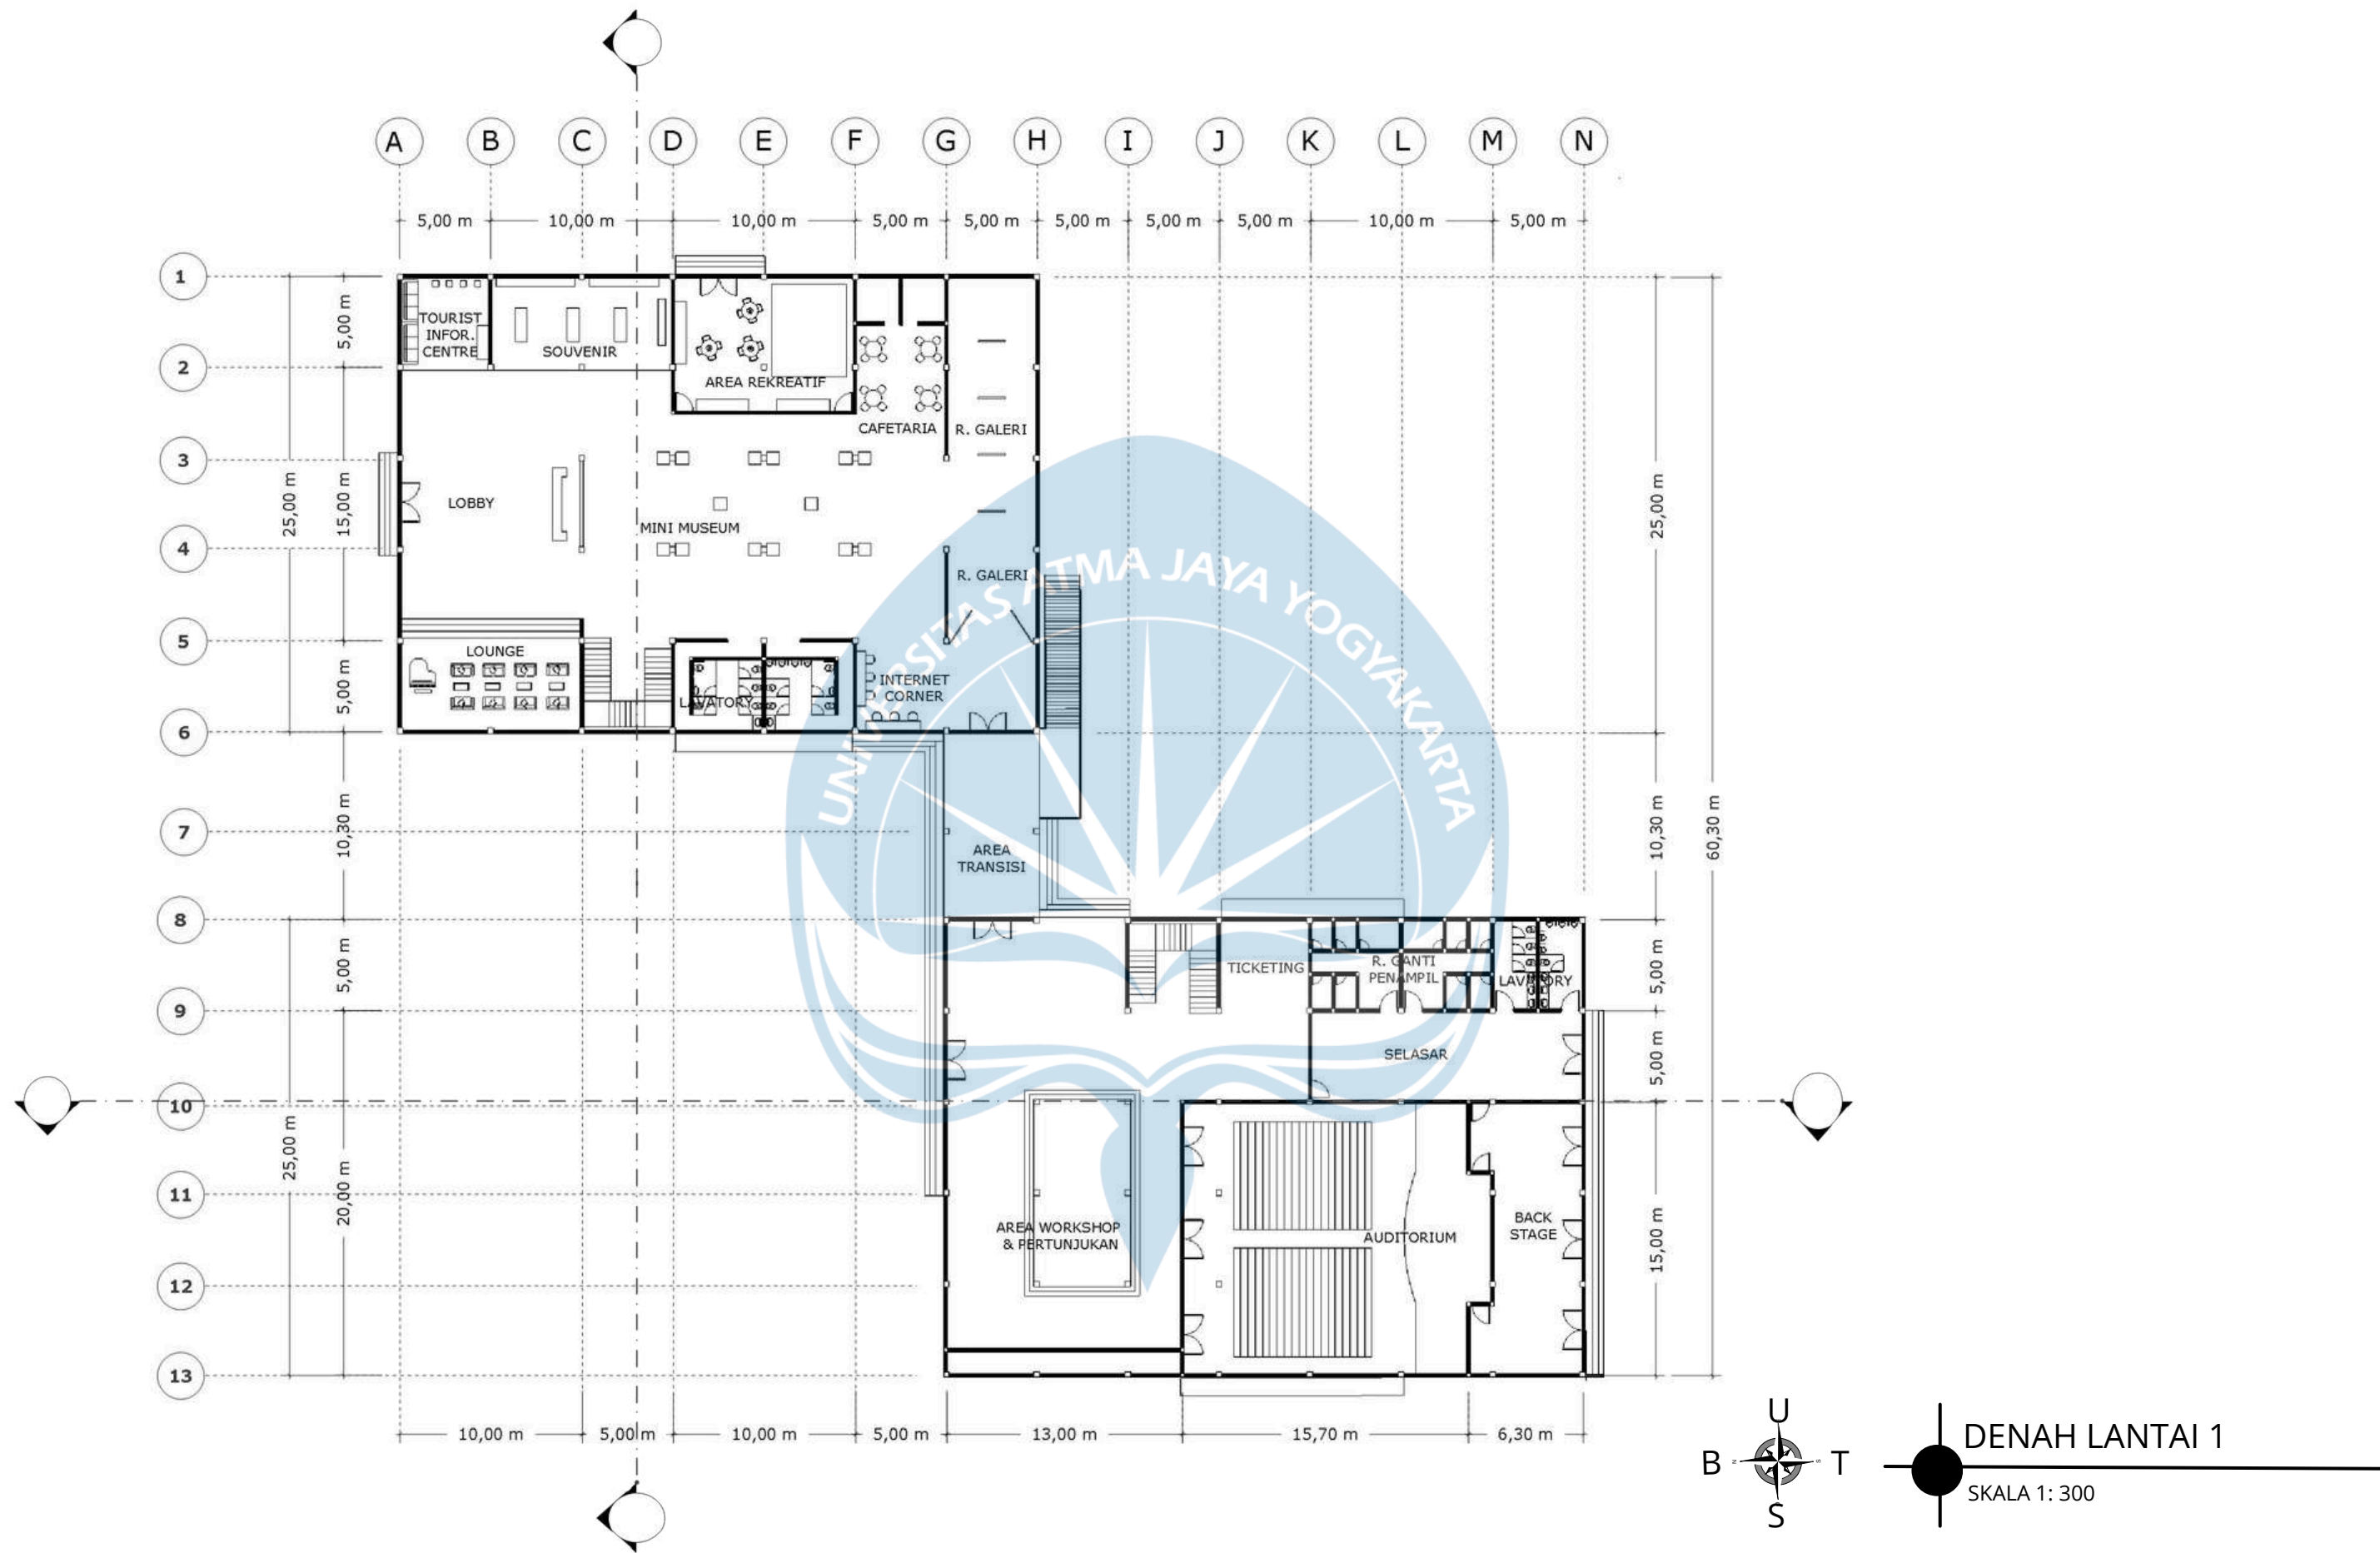 A B C D E F G H I J K L M N
5,00 m 10,00 m 10,00 m 5,00 m 5,00 m 5,00 m 5,00 m 5,00 m 10,00 m 5,00 m
1
2
3
4
5
6
7
8
9
10
11
12
13
25,00 m
25,00 m
5,00 m
15,00 m
5,00 m
10,30 m
5,00 m
20,00 m
TOURIST
INFOR.
CENTRE
SOUVENIR
AREA REKREATIF
CAFETARIA
R. GALERI
LOBBY
MINI MUSEUM
R. GALERI
LOUNGE
LAVATORY
INTERNET
CORNER
AREA
TRANSISI
UNIVERSITAS ATMA JAYA YOGYAKARTA
TICKETING
R. GANTI
PENAMPIL
LAVATORY
SELASAR
AREA WORKSHOP
& PERTUNJUKAN
AUDITORIUM
BACK
STAGE
25,00 m
10,30 m
5,00 m
5,00 m
15,00 m
60,30 m
10,00 m 5,00 m 10,00 m 5,00 m 13,00 m 15,70 m 6,30 m
U
B T
S
DENAH LANTAI 1
SKALA 1: 300